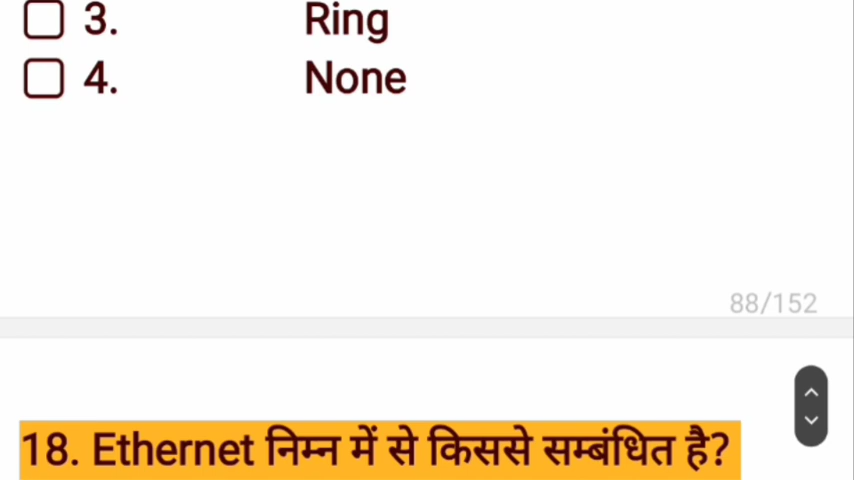 3. Ring
4. None
88/152
18. Ethernet निम्न में से किससे सम्बंधित है?